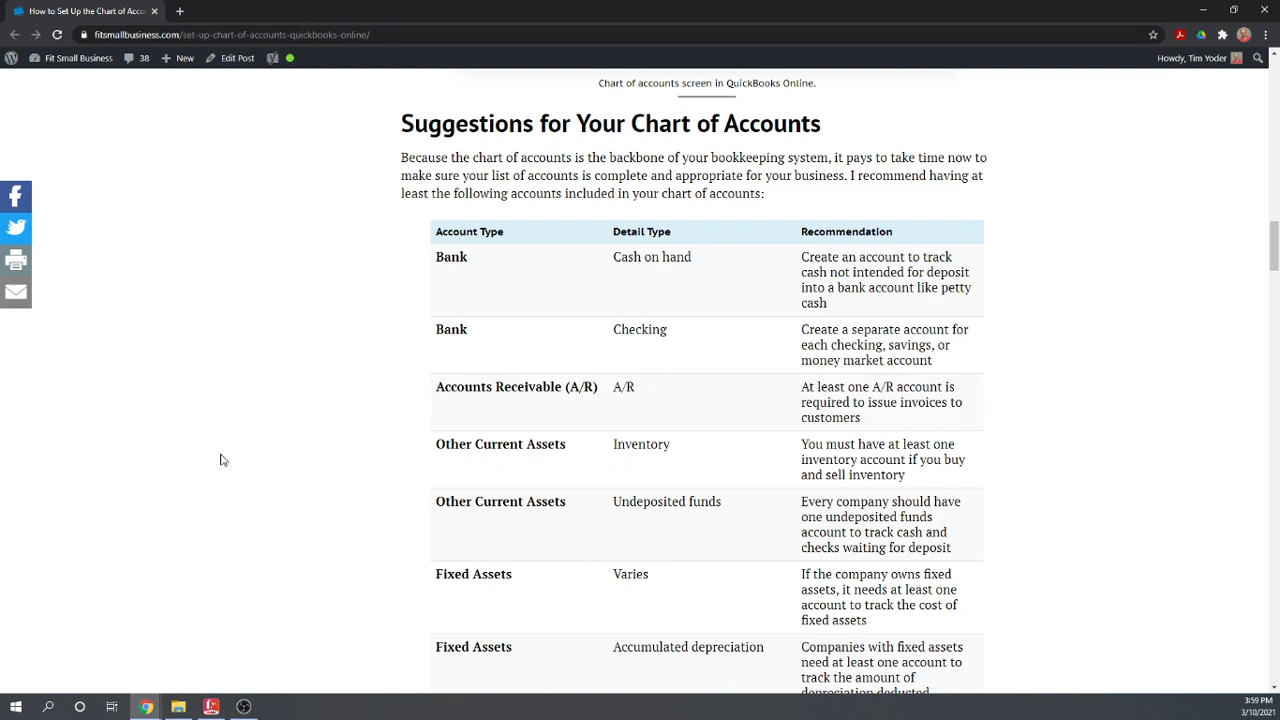 How to Set Up the Chart of Acco
fitsmallbusiness.com/set-up-chart-of-accounts-quickbooks-online/
Fit Small Business 38 New Edit Post Howdy, Tim Yoder
Chart of accounts screen in QuickBooks Online.
Suggestions for Your Chart of Accounts
Because the chart of accounts is the backbone of your bookkeeping system, it pays to take time now to
make sure your list of accounts is complete and appropriate for your business. I recommend having at
least the following accounts included in your chart of accounts:
Account Type Detail Type Recommendation
Bank Cash on hand Create an account to track
cash not intended for deposit
into a bank account like petty
cash
Bank Checking Create a separate account for
each checking, savings, or
money market account
Accounts Receivable (A/R) A/R At least one A/R account is
required to issue invoices to
customers
Other Current Assets Inventory You must have at least one
inventory account if you buy
and sell inventory
Other Current Assets Undeposited funds Every company should have
one undeposited funds
account to track cash and
checks waiting for deposit
Fixed Assets Varies If the company owns fixed
assets, it needs at least one
account to track the cost of
fixed assets
Fixed Assets Accumulated depreciation Companies with fixed assets
need at least one account to
track the amount of
depreciation deducted
3:59 PM
3/10/2021